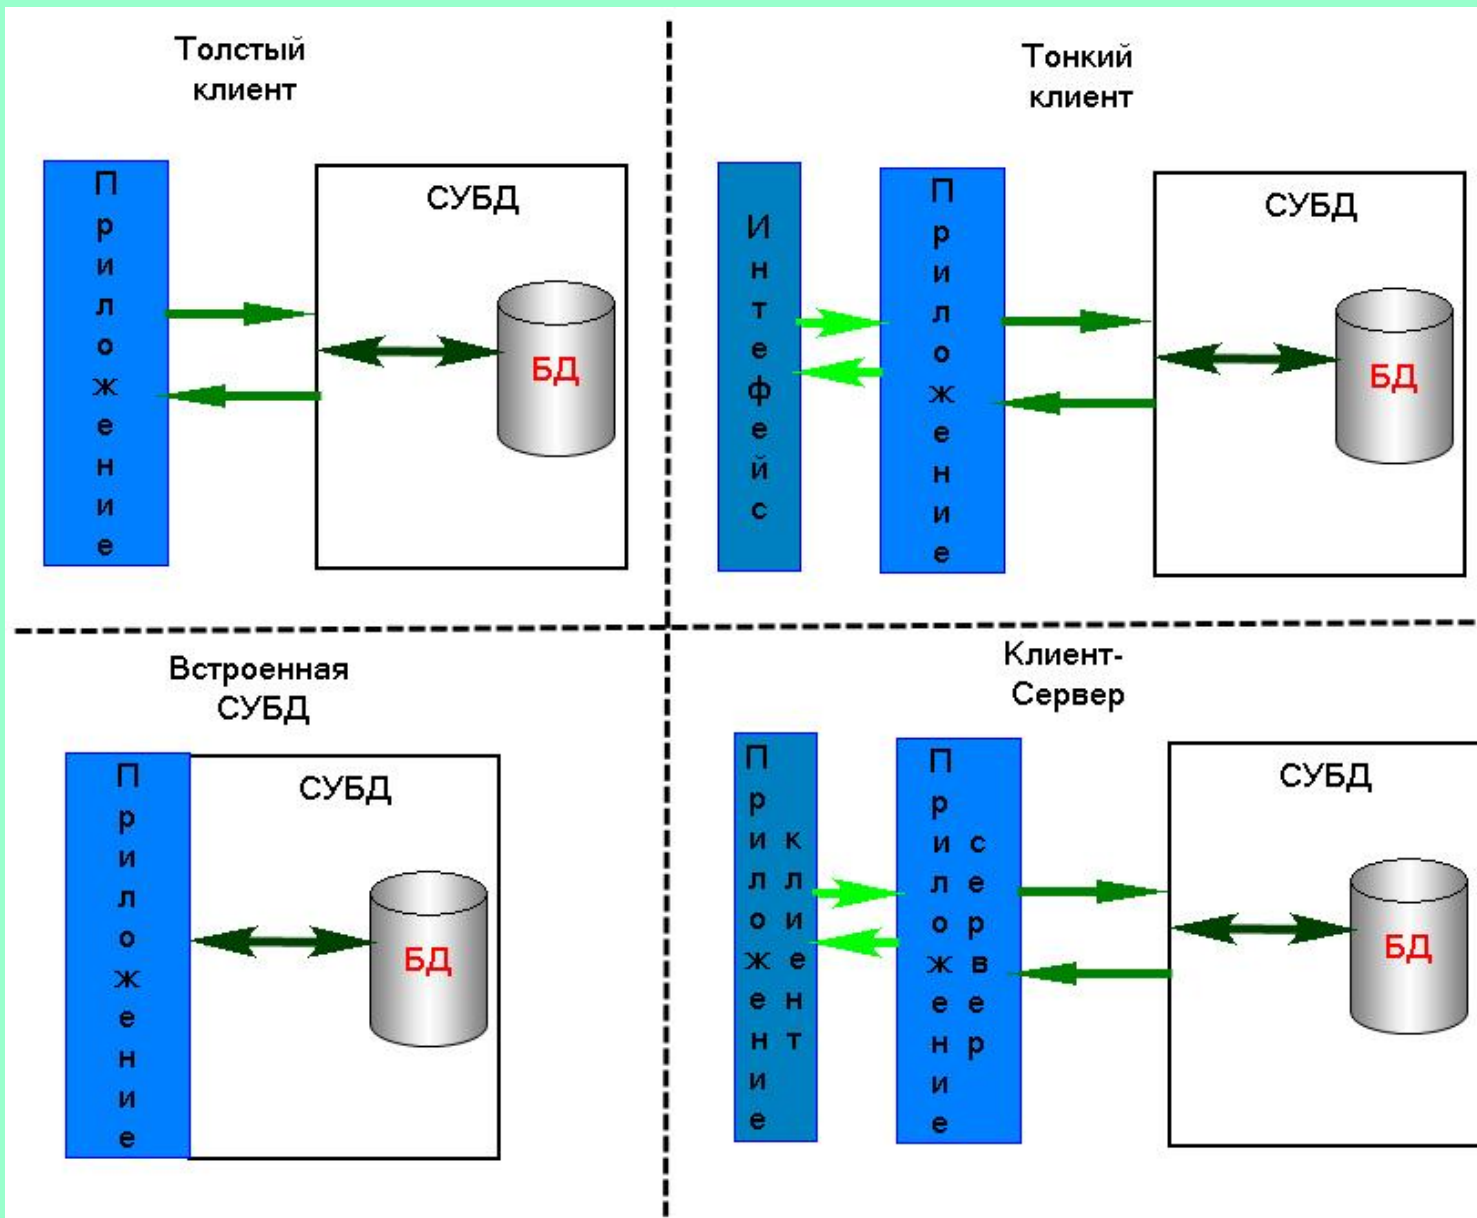 Толстый
клиент
Приложение
СУБД
БД
Тонкий
клиент
Интефейс
Приложение
СУБД
БД
Встроенная
СУБД
Приложение
СУБД
БД
Клиент-
Сервер
Приложение
клиент
Приложение
сервер
СУБД
БД